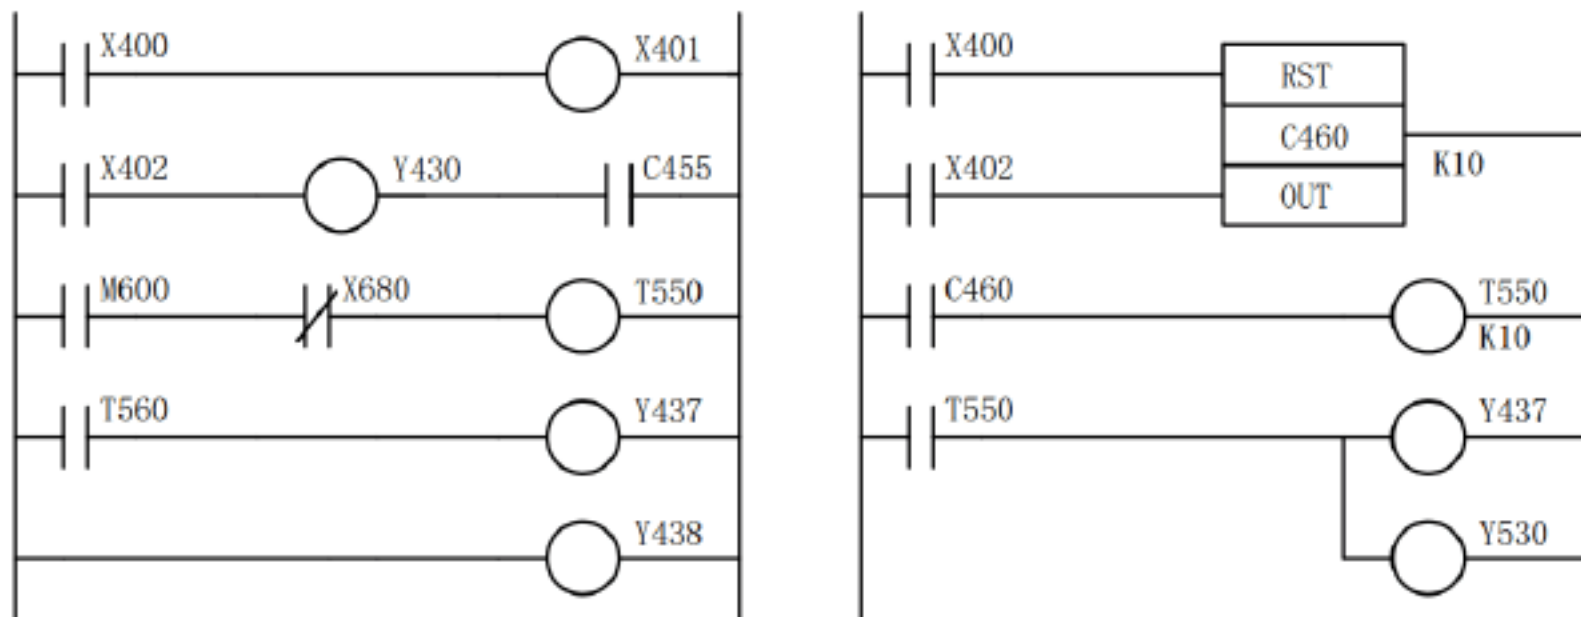 X400 X401
X402 Y430 C455
M600 X680 T550
T560 Y437
Y438
X400 RST
C460 K10
X402 OUT
C460 T550
K10
T550 Y437
Y530